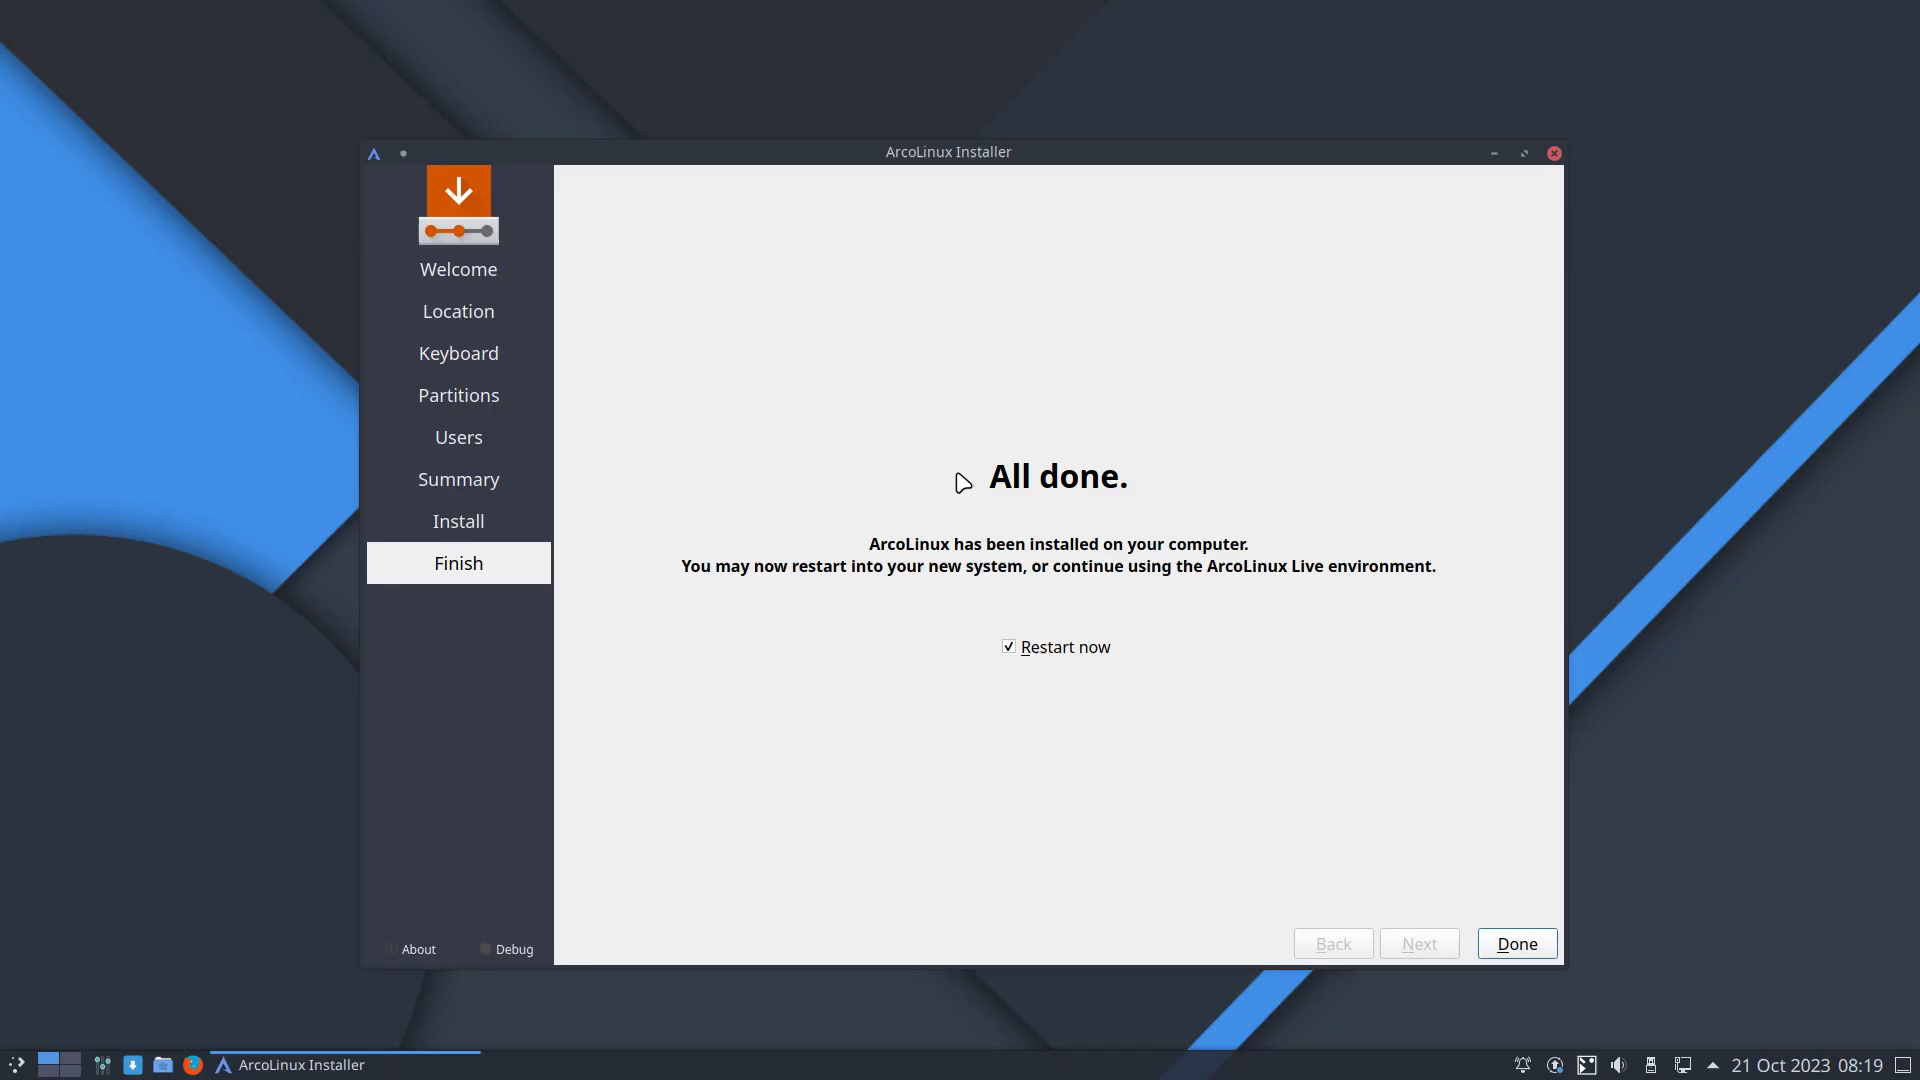 ArcoLinux Installer
Welcome
Location
Keyboard
Partitions
Users
Summary
Install
Finish
All done.
ArcoLinux has been installed on your computer.
You may now restart into your new system, or continue using the ArcoLinux Live environment.
Restart now
About
Debug
Back
Next
Done
ArcoLinux Installer
21 Oct 2023 08:19